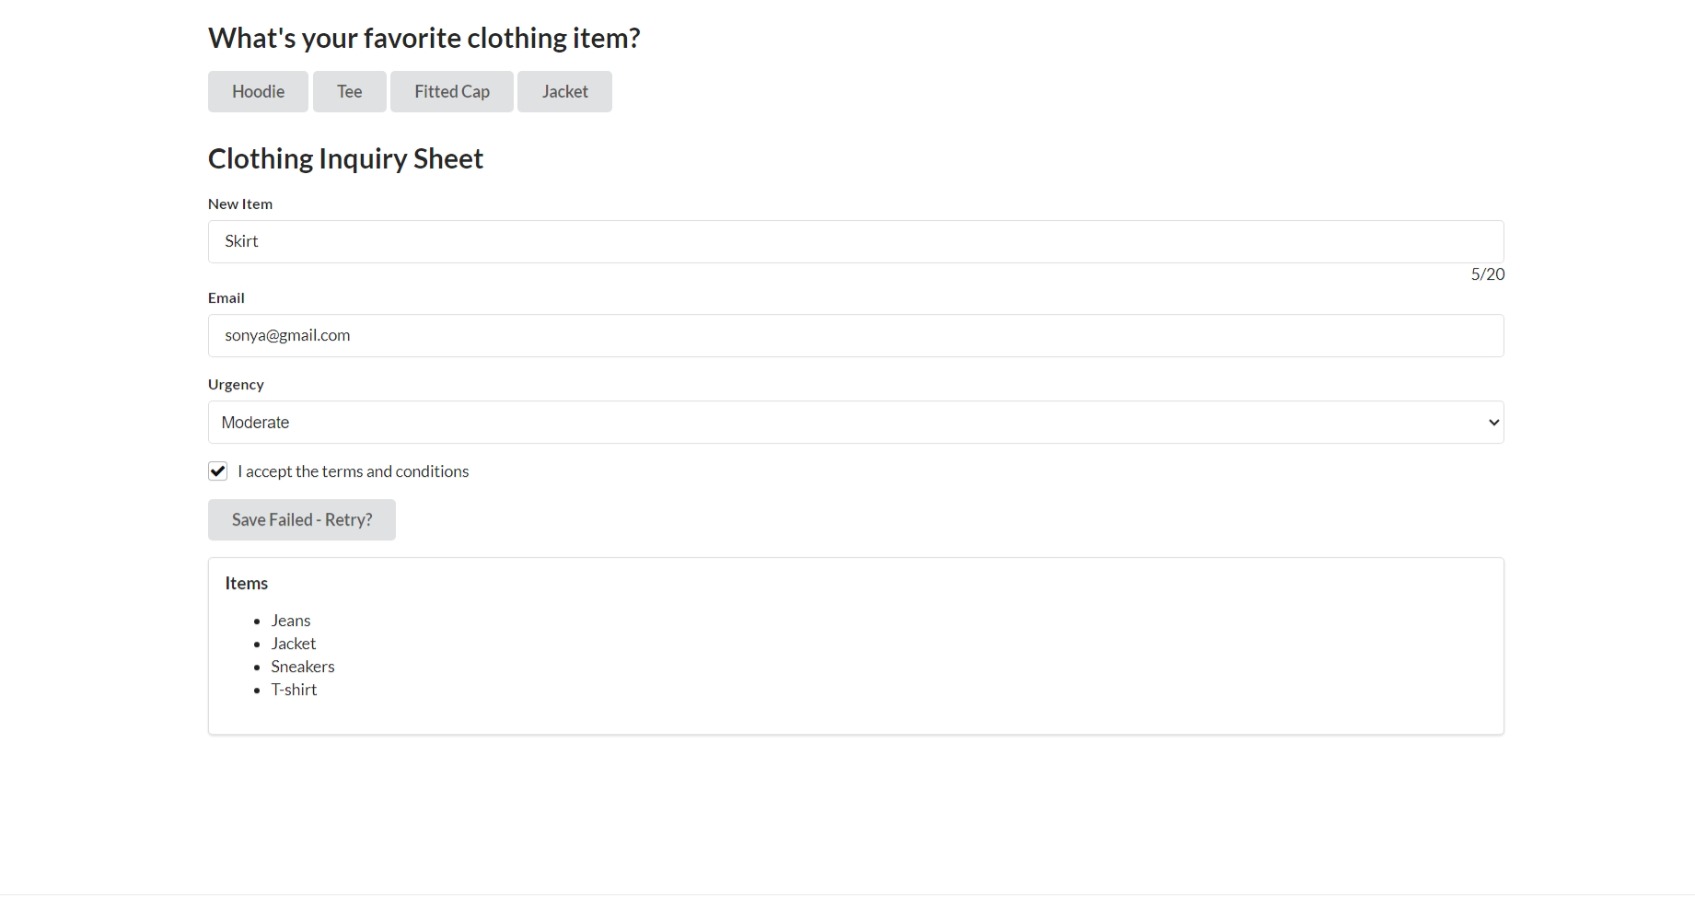 What's your favorite clothing item?
Hoodie Tee Fitted Cap Jacket
Clothing Inquiry Sheet
New Item
Skirt
5/20
Email
sonya@gmail.com
Urgency
Moderate
I accept the terms and conditions
Save Failed - Retry?
Items
Jeans
Jacket
Sneakers
T-shirt